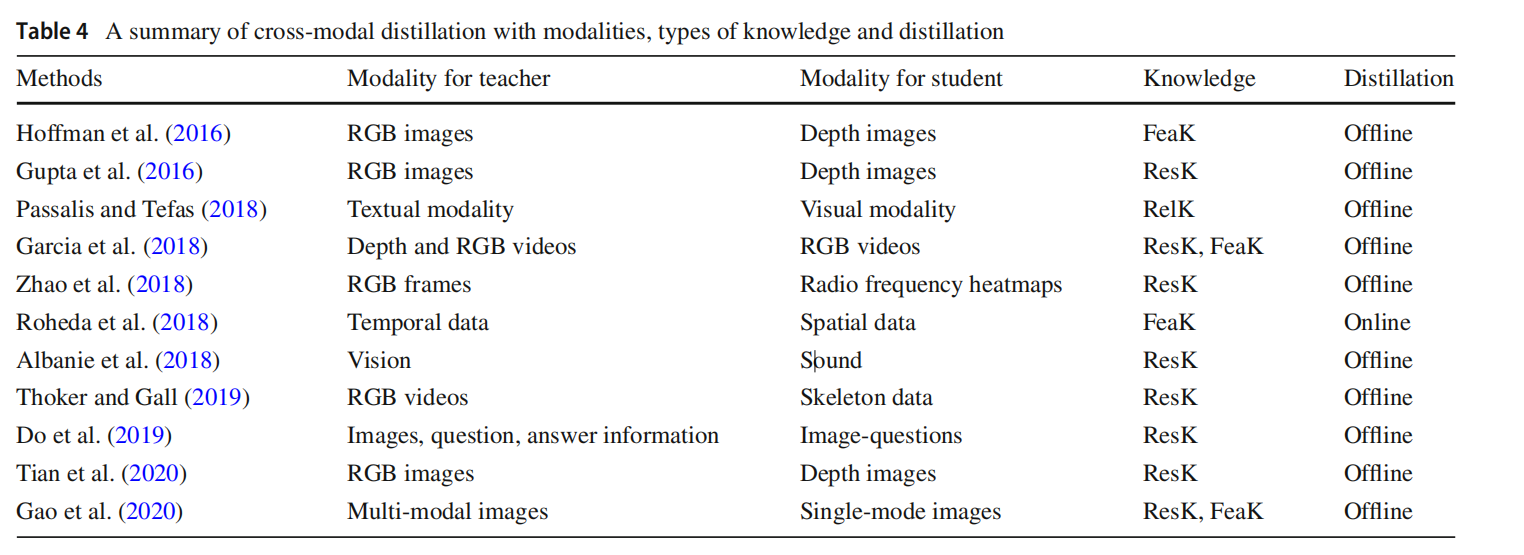 Table 4 A summary of cross-modal distillation with modalities, types of knowledge and distillation
Methods Modality for teacher Modality for student Knowledge Distillation
Hoffman et al. (2016) RGB images Depth images FeaK Offline
Gupta et al. (2016) RGB images Depth images ResK Offline
Passalis and Tefas (2018) Textual modality Visual modality RelK Offline
Garcia et al. (2018) Depth and RGB videos RGB videos ResK, FeaK Offline
Zhao et al. (2018) RGB frames Radio frequency heatmaps ResK Offline
Roheda et al. (2018) Temporal data Spatial data FeaK Online
Albanie et al. (2018) Vision Sound ResK Offline
Thoker and Gall (2019) RGB videos Skeleton data ResK Offline
Do et al. (2019) Images, question, answer information Image-questions ResK Offline
Tian et al. (2020) RGB images Depth images ResK Offline
Gao et al. (2020) Multi-modal images Single-mode images ResK, FeaK Offline